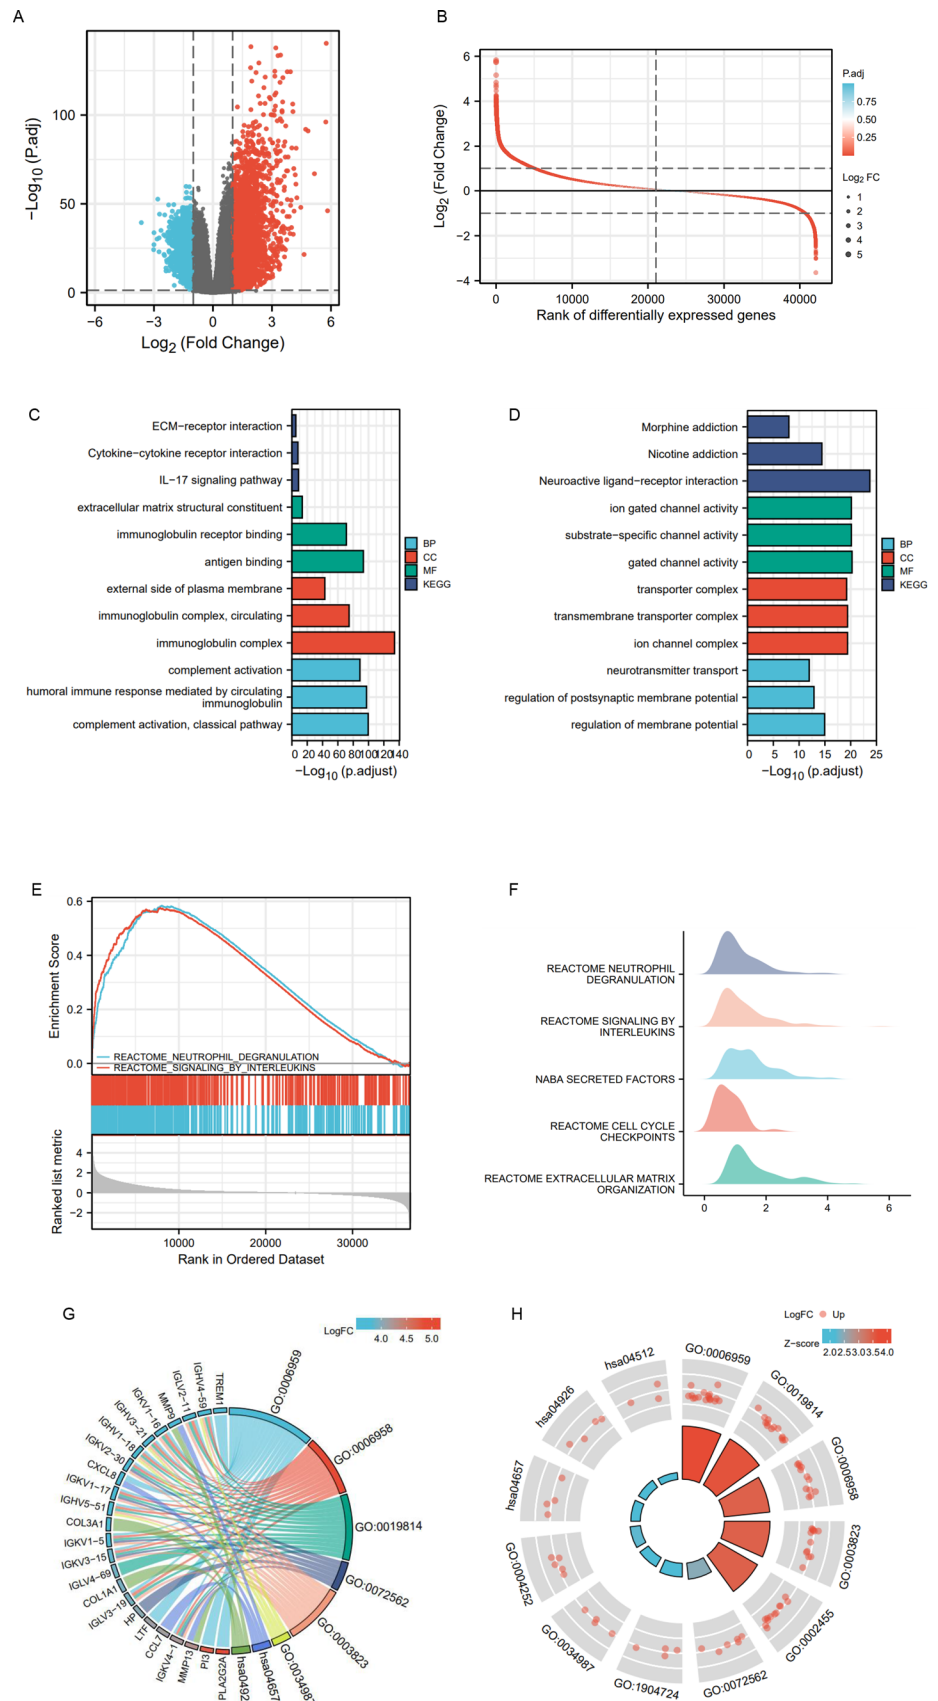 A
−Log10 (P.adj)
100
50
0
−6 −3 0 3 6
Log2 (Fold Change)
B
Log2 (Fold Change)
6
4
2
0
−2
−4
0 10000 20000 30000 40000
Rank of differentially expressed genes
P.adj
0.75
0.50
0.25
Log2 FC
1
2
3
4
5
C
ECM−receptor interaction
Cytokine−cytokine receptor interaction
IL−17 signaling pathway
extracellular matrix structural constituent
immunoglobulin receptor binding
antigen binding
external side of plasma membrane
immunoglobulin complex, circulating
immunoglobulin complex
complement activation
humoral immune response mediated by circulating
immunoglobulin
complement activation, classical pathway
0 20 40 60 80 100 120 140
−Log10 (p.adjust)
BP
CC
MF
KEGG
D
Morphine addiction
Nicotine addiction
Neuroactive ligand−receptor interaction
ion gated channel activity
substrate−specific channel activity
gated channel activity
transporter complex
transmembrane transporter complex
ion channel complex
neurotransmitter transport
regulation of postsynaptic membrane potential
regulation of membrane potential
0 5 10 15 20 25
−Log10 (p.adjust)
BP
CC
MF
KEGG
E
Enrichment Score
0.6
0.4
0.2
0.0
REACTOME_NEUTROPHIL_DEGRANULATION
REACTOME_SIGNALING_BY_INTERLEUKINS
Ranked list metric
4
2
0
−2
10000 20000 30000
Rank in Ordered Dataset
F
REACTOME NEUTROPHIL
DEGRANULATION
REACTOME SIGNALING BY
INTERLEUKINS
NABA SECRETED FACTORS
REACTOME CELL CYCLE
CHECKPOINTS
REACTOME EXTRACELLULAR MATRIX
ORGANIZATION
0 2 4 6
G
LogFC
4.0 4.5 5.0
GO:0006959
GO:0006958
GO:0019814
GO:0072562
GO:0003823
GO:003498
hsa04657
hsa0492
TREM1
IGHV4−59
IGLV2−11
MMP9
IGKV1−16
IGHV3−21
IGHV1−18
IGKV2−30
CXCL8
IGKV1−17
IGHV5−51
COL3A1
IGKV1−5
IGKV3−15
IGLV4−69
COL1A1
IGLV3−19
HP
LTF
CCL7
IGKV4−1
MMP13
PI3
PLA2G2A
H
LogFC Up
Z−score
2.0 2.5 3.0 3.5 4.0
GO:0006959
GO:0019814
GO:0006958
GO:0003823
GO:0002455
GO:0072562
GO:1904724
GO:0034987
GO:0004252
hsa04657
hsa04926
hsa04512